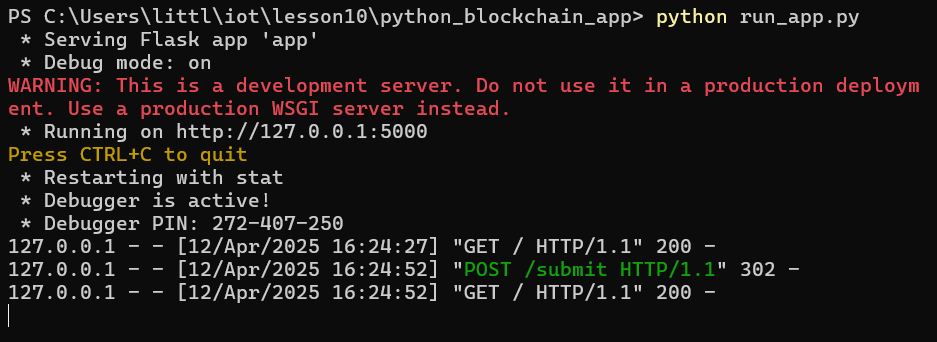 PS C:\Users\littl\iot\lesson10\python_blockchain_app> python run_app.py
 * Serving Flask app 'app'
 * Debug mode: on
WARNING: This is a development server. Do not use it in a production deploym
ent. Use a production WSGI server instead.
 * Running on http://127.0.0.1:5000
Press CTRL+C to quit
 * Restarting with stat
 * Debugger is active!
 * Debugger PIN: 272-407-250
127.0.0.1 - - [12/Apr/2025 16:24:27] "GET / HTTP/1.1" 200 -
127.0.0.1 - - [12/Apr/2025 16:24:52] "POST /submit HTTP/1.1" 302 -
127.0.0.1 - - [12/Apr/2025 16:24:52] "GET / HTTP/1.1" 200 -